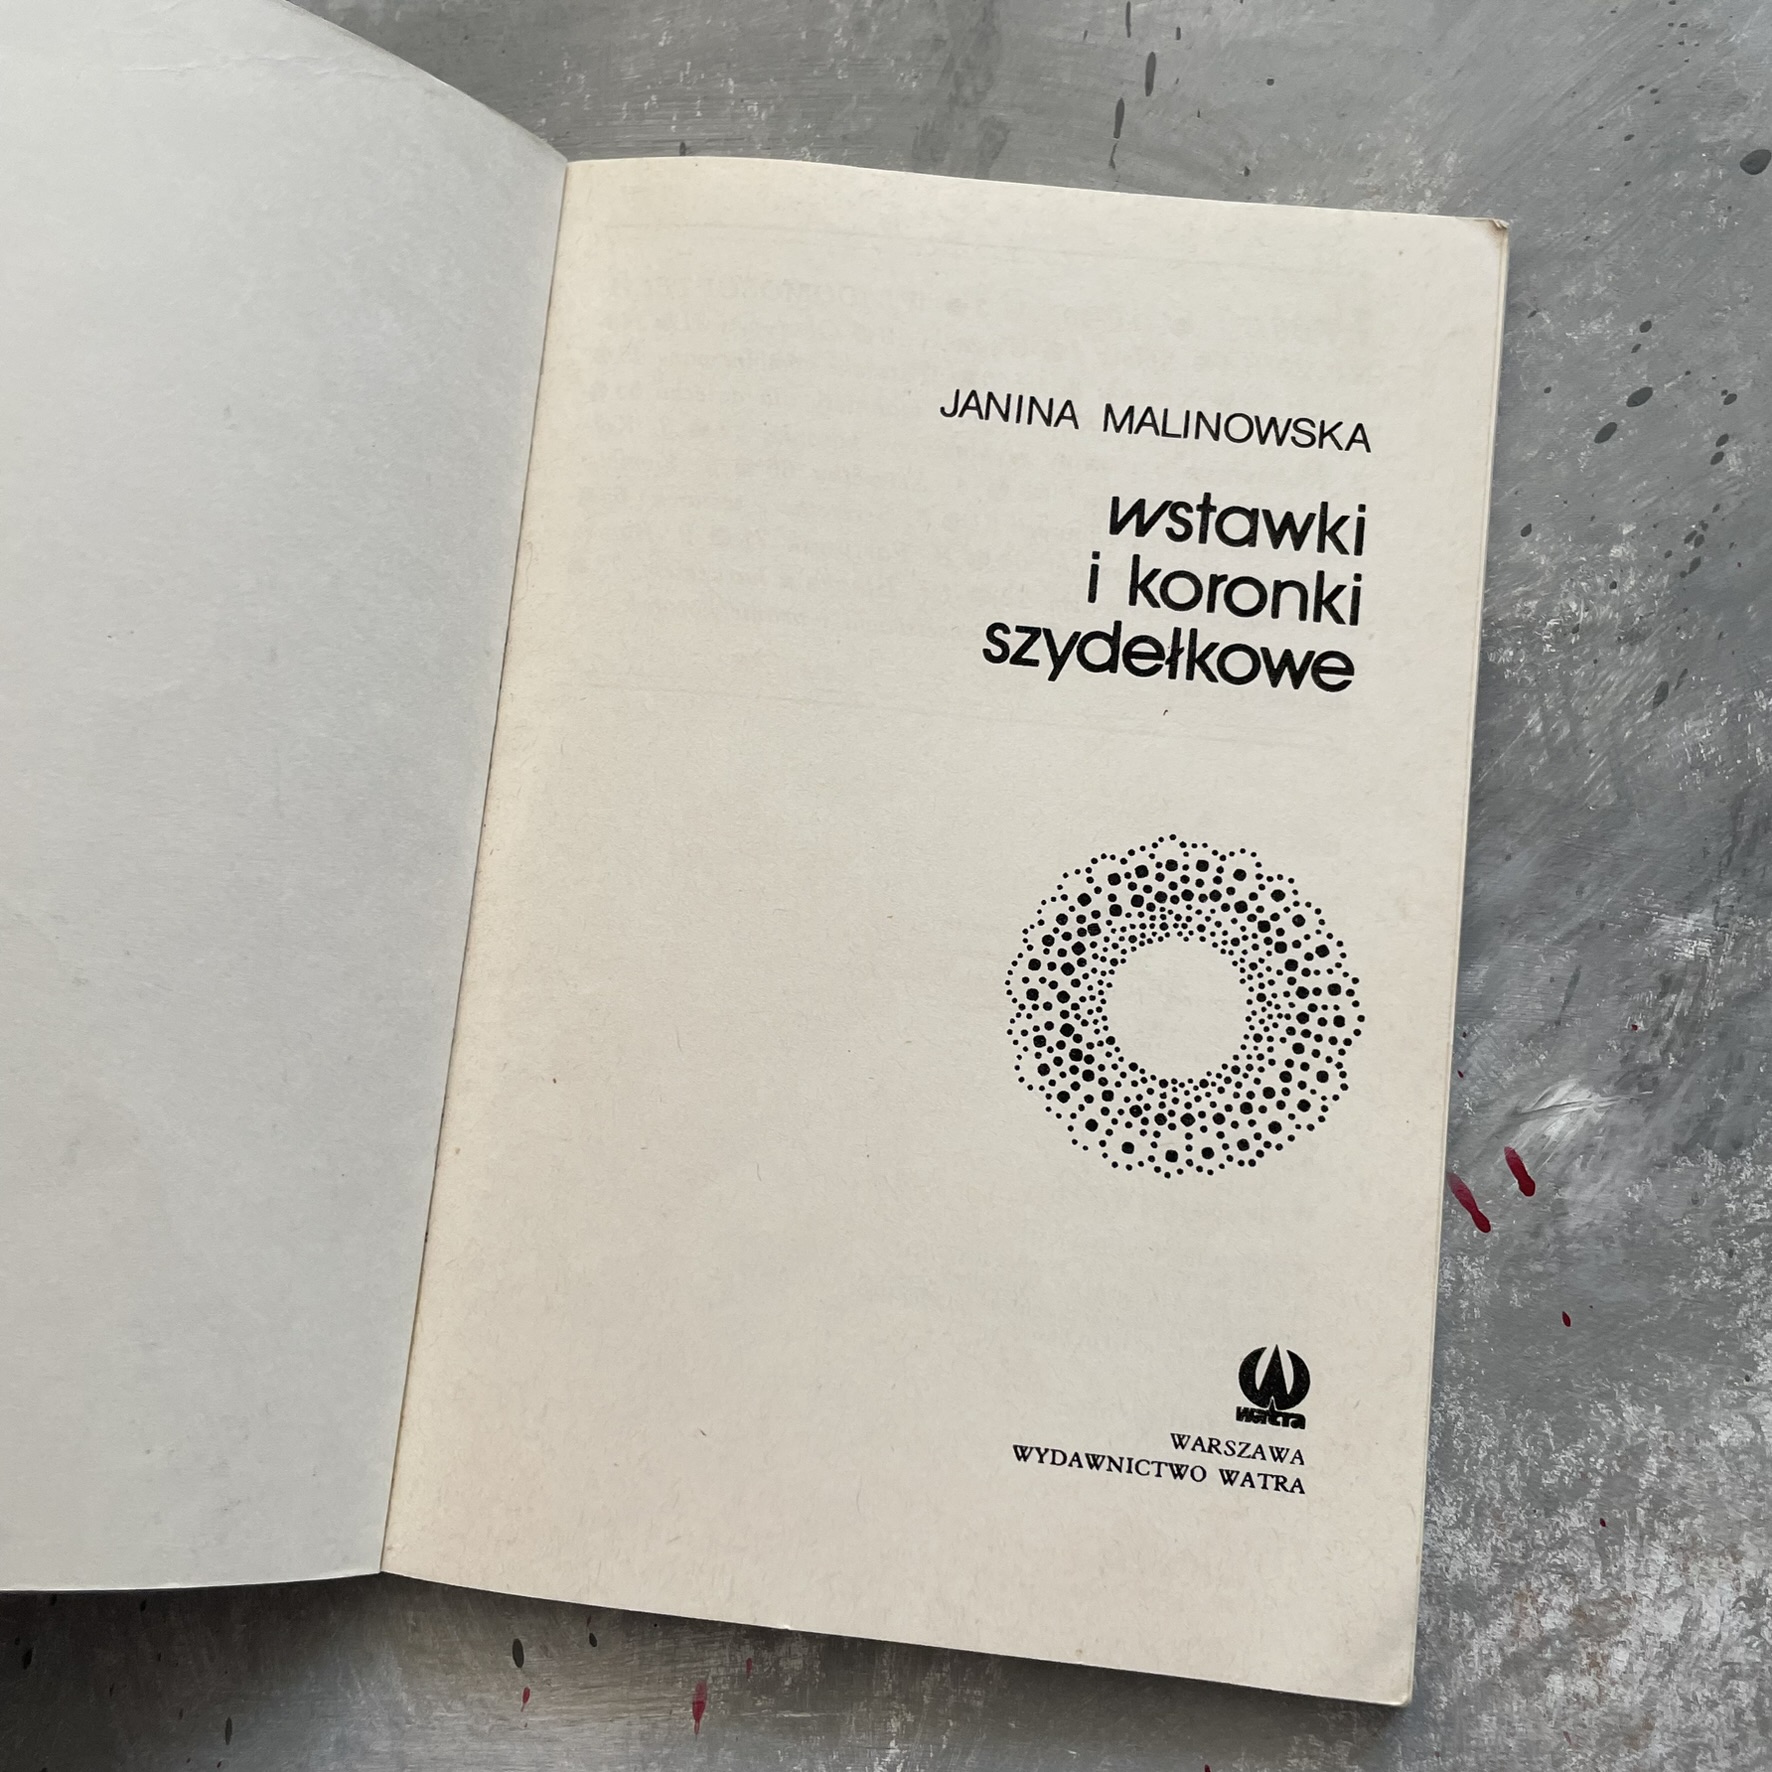 JANINA MALINOWSKA
wstawki
i koronki
szydełkowe
watra
WARSZAWA
WYDAWNICTWO WATRA